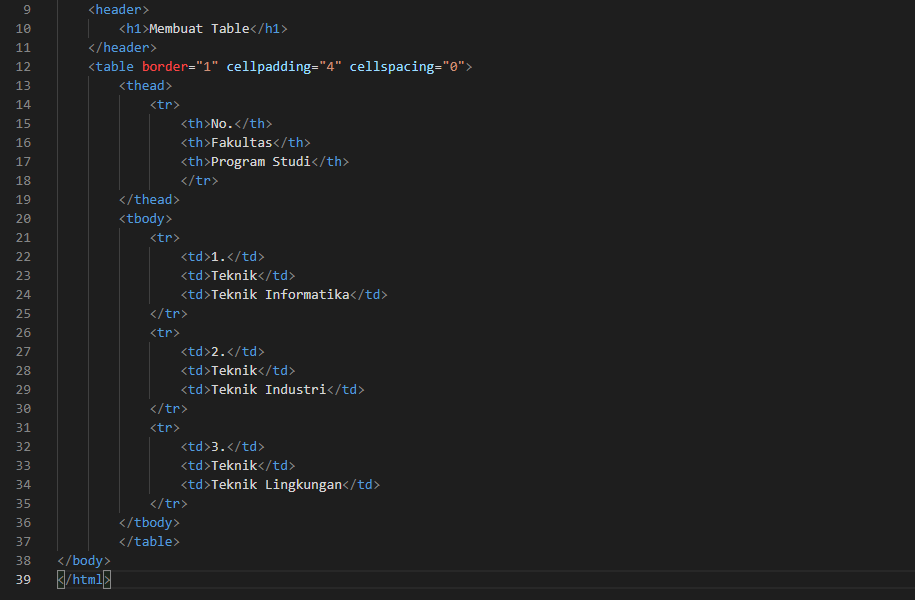 9 <header>
10 <h1>Membuat Table</h1>
11 </header>
12 <table border="1" cellpadding="4" cellspacing="0">
13 <thead>
14 <tr>
15 <th>No.</th>
16 <th>Fakultas</th>
17 <th>Program Studi</th>
18 </tr>
19 </thead>
20 <tbody>
21 <tr>
22 <td>1.</td>
23 <td>Teknik</td>
24 <td>Teknik Informatika</td>
25 </tr>
26 <tr>
27 <td>2.</td>
28 <td>Teknik</td>
29 <td>Teknik Industri</td>
30 </tr>
31 <tr>
32 <td>3.</td>
33 <td>Teknik</td>
34 <td>Teknik Lingkungan</td>
35 </tr>
36 </tbody>
37 </table>
38 </body>
39 </html>